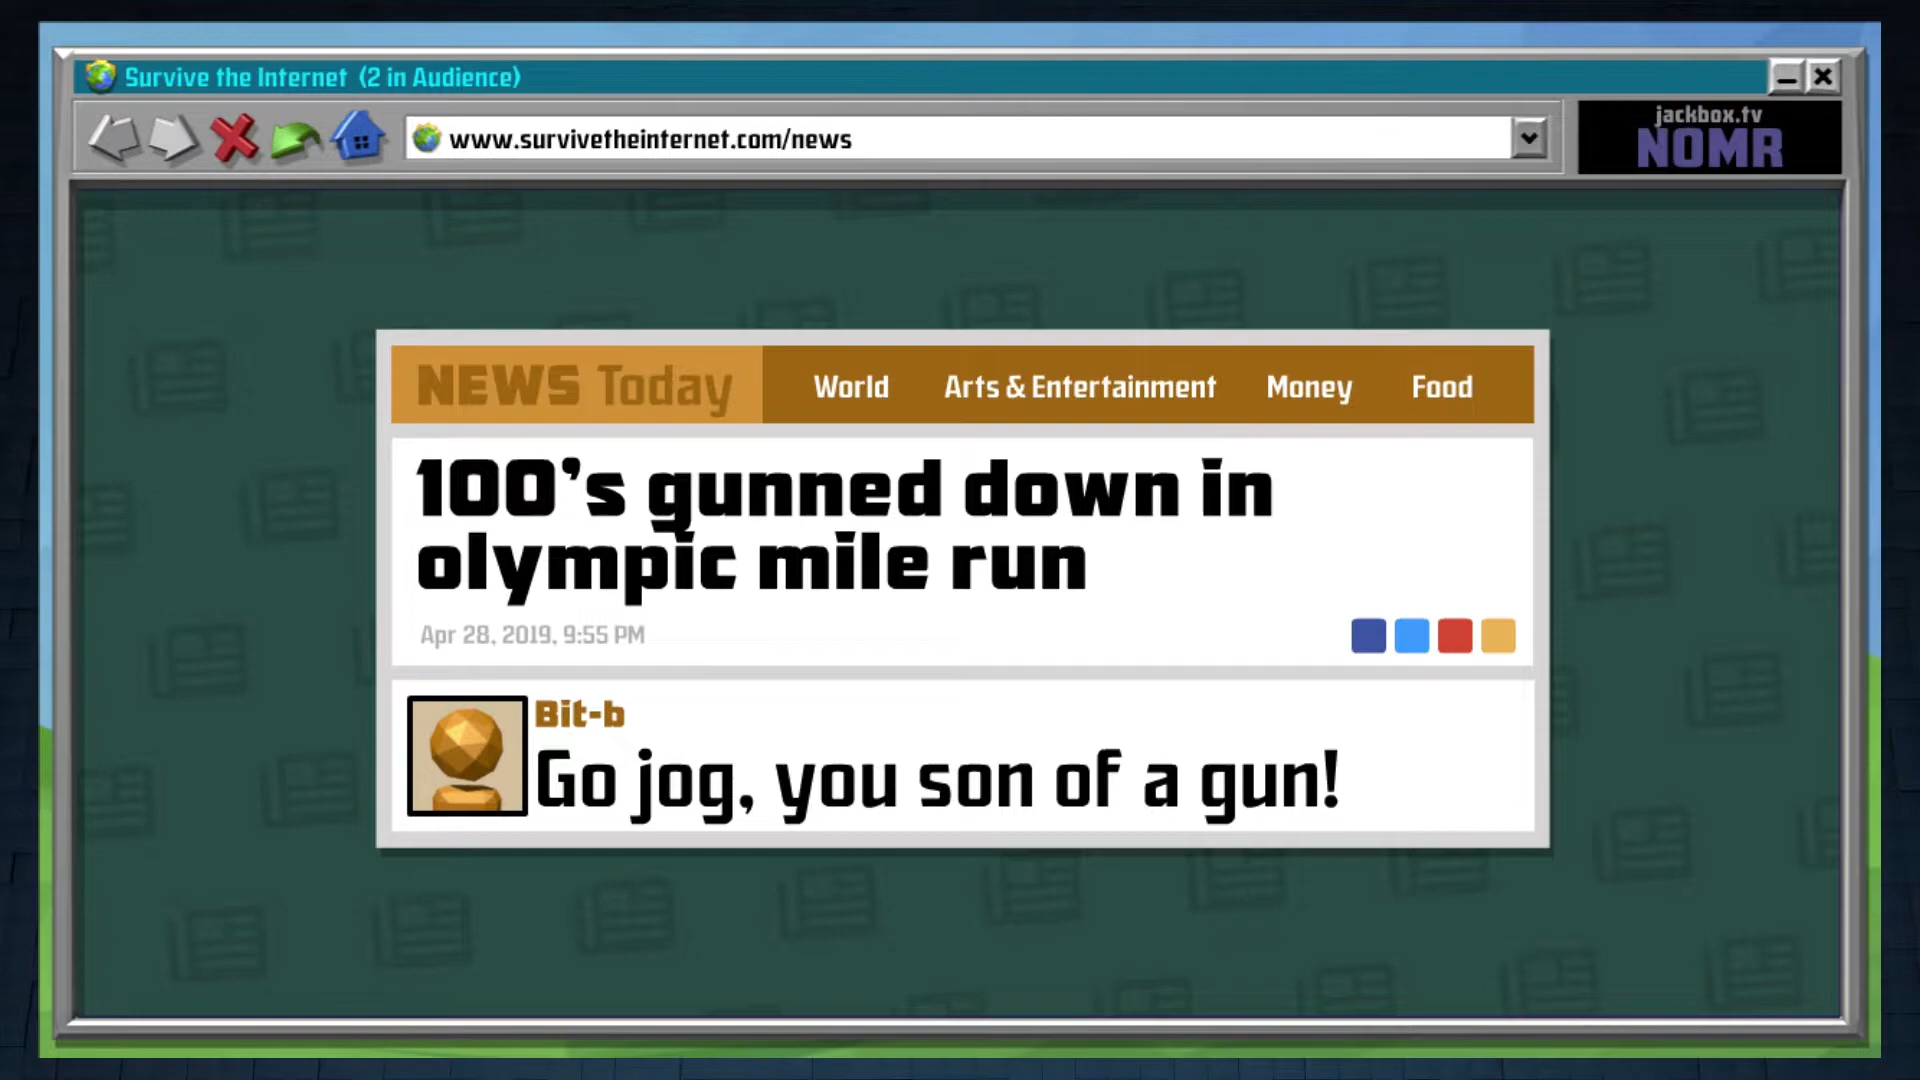 Survive the Internet (2 in Audience)
www.survivetheinternet.com/news
jackbox.tv
NOMR
NEWS Today World Arts & Entertainment Money Food
100's gunned down in
olympic mile run
Apr 28, 2019, 9:55 PM
Bit-b
Go jog, you son of a gun!